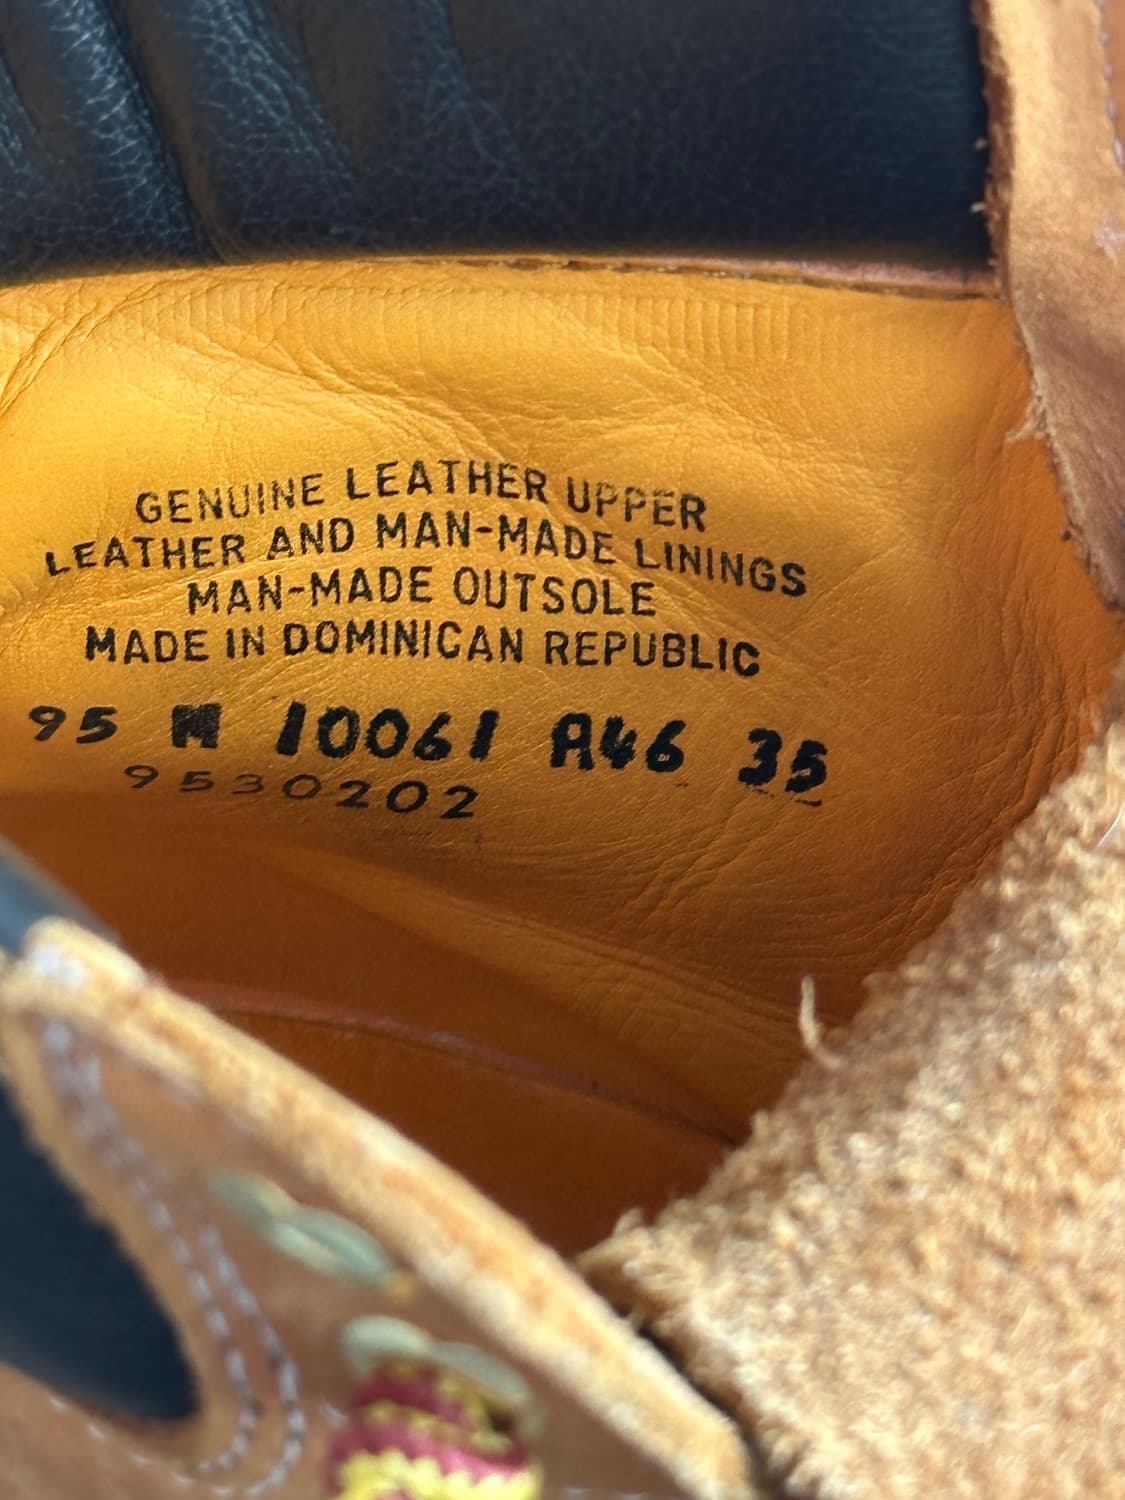 GENUINE LEATHER UPPER
LEATHER AND MAN-MADE LININGS
MAN-MADE OUTSOLE
MADE IN DOMINICAN REPUBLIC
95 M 10061 A46 35
9530202